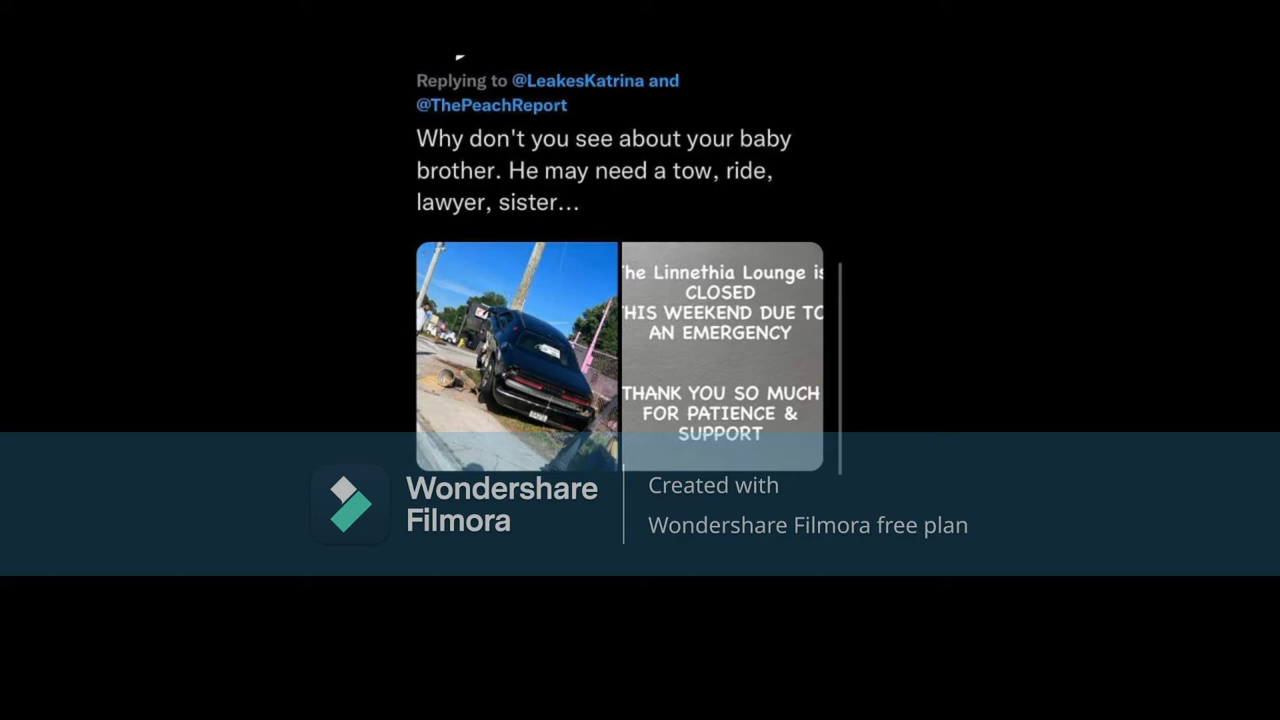 Replying to @LeakesKatrina and
@ThePeachReport
Why don't you see about your baby
brother. He may need a tow, ride,
lawyer, sister...
he Linnethia Lounge is
CLOSED
HIS WEEKEND DUE TO
AN EMERGENCY
THANK YOU SO MUCH
FOR PATIENCE &
SUPPORT
Wondershare
Filmora
Created with
Wondershare Filmora free plan